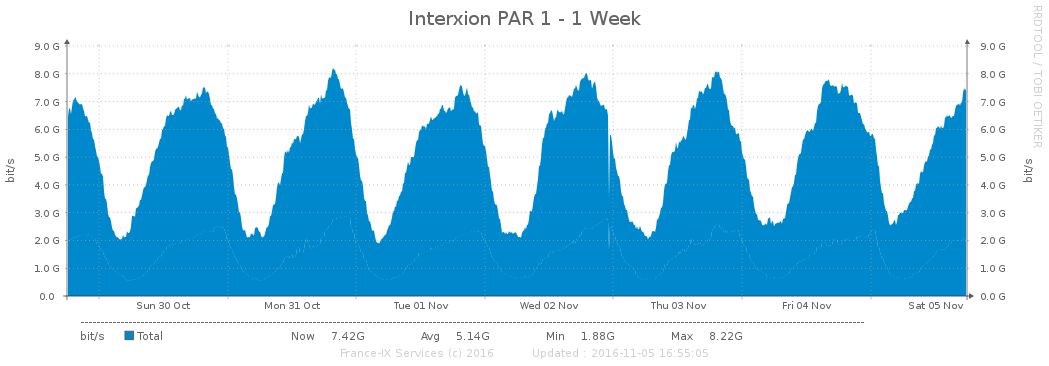 Interxion PAR 1 - 1 Week
RRDTOOL / TOBI OETIKER
bit/s
bit/s
9.0 G 9.0 G
8.0 G 8.0 G
7.0 G 7.0 G
6.0 G 6.0 G
5.0 G 5.0 G
4.0 G 4.0 G
3.0 G 3.0 G
2.0 G 2.0 G
1.0 G 1.0 G
0.0 0.0 G
Sun 30 Oct Mon 31 Oct Tue 01 Nov Wed 02 Nov Thu 03 Nov Fri 04 Nov Sat 05 Nov
bit/s Total Now 7.42G Avg 5.14G Min 1.88G Max 8.22G
France-IX Services (c) 2016 Updated : 2016-11-05 16:55:05